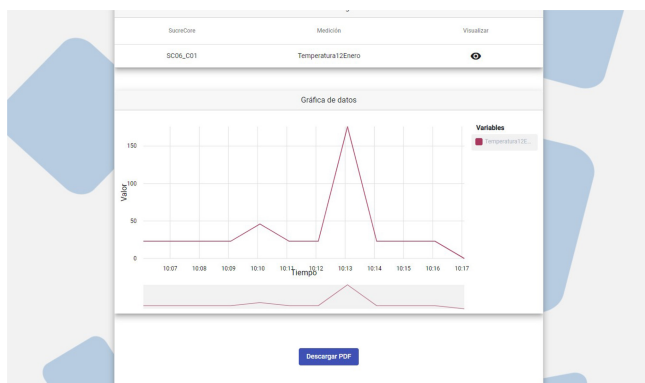 SucreCore Medición Visualizar
SC06_C01 Temperatura12Enero
Gráfica de datos
Variables
Temperatura12E...
Valor
150
100
50
0
10:07 10:08 10:09 10:10 10:11 10:12 10:13 10:14 10:15 10:16 10:17
Tiempo
Descargar PDF